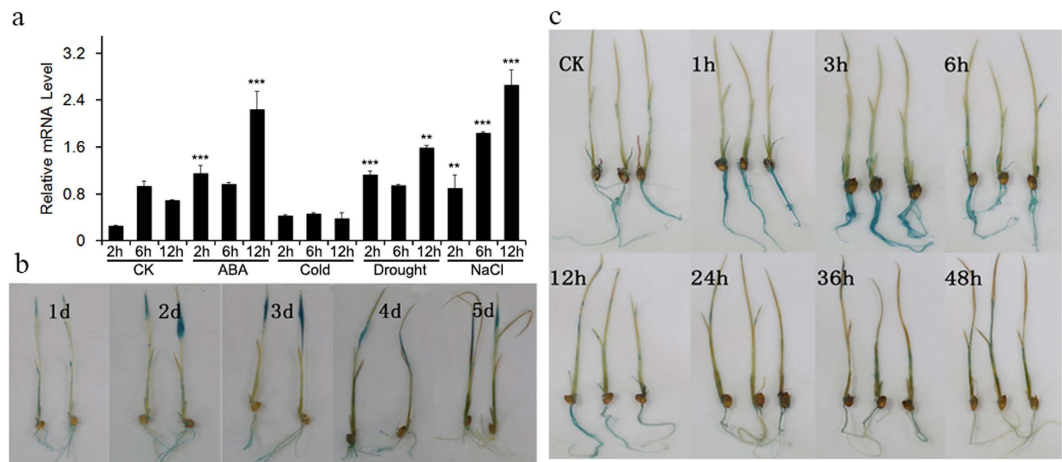 a
Relative mRNA Level
3.2
2.4
1.6
0.8
0
***
***
***
**
**
***
***
2h 6h 12h 2h 6h 12h 2h 6h 12h 2h 6h 12h 2h 6h 12h
CK ABA Cold Drought NaCl
b
1d 2d 3d 4d 5d
c
CK 1h 3h 6h
12h 24h 36h 48h